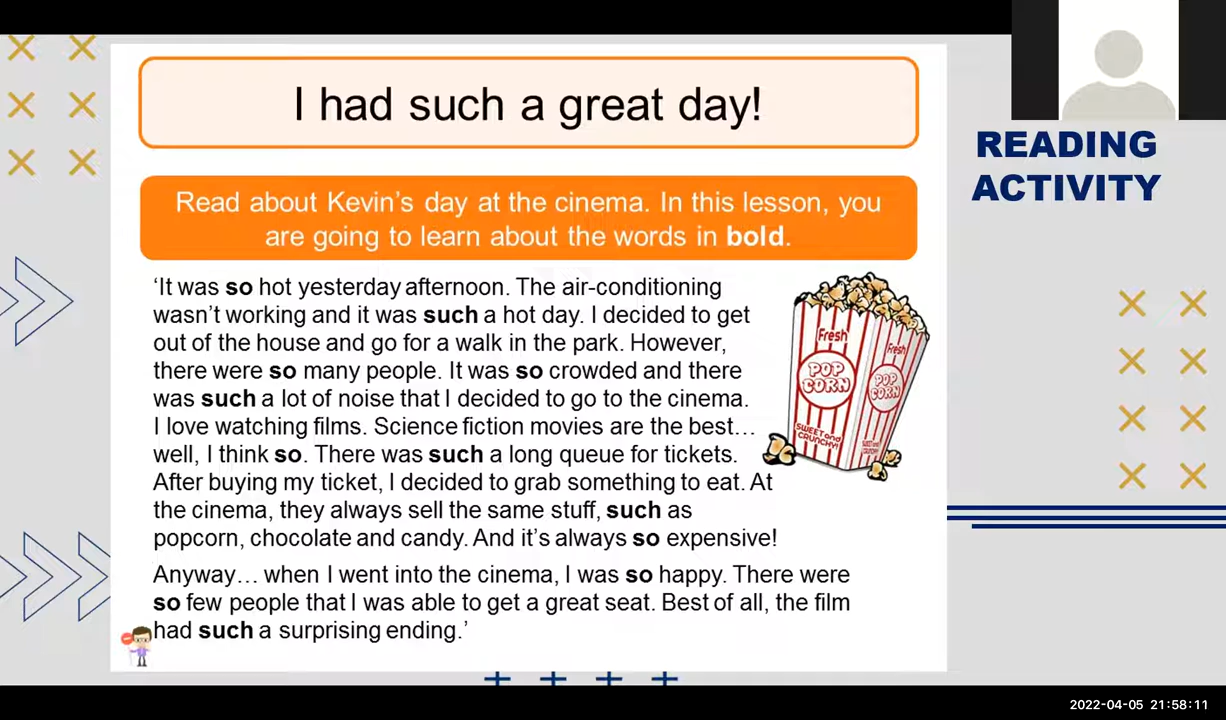 I had such a great day!
READING
ACTIVITY
Read about Kevin's day at the cinema. In this lesson, you
are going to learn about the words in bold.
‘It was so hot yesterday afternoon. The air-conditioning
wasn’t working and it was such a hot day. I decided to get
out of the house and go for a walk in the park. However,
there were so many people. It was so crowded and there
was such a lot of noise that I decided to go to the cinema.
I love watching films. Science fiction movies are the best…
well, I think so. There was such a long queue for tickets.
After buying my ticket, I decided to grab something to eat. At
the cinema, they always sell the same stuff, such as
popcorn, chocolate and candy. And it’s always so expensive!
Anyway… when I went into the cinema, I was so happy. There were
so few people that I was able to get a great seat. Best of all, the film
had such a surprising ending.’
Fresh
POP
CORN
SWEET and
CRUNCHY!
Fresh
POP
CORN
2022-04-05 21:58:11